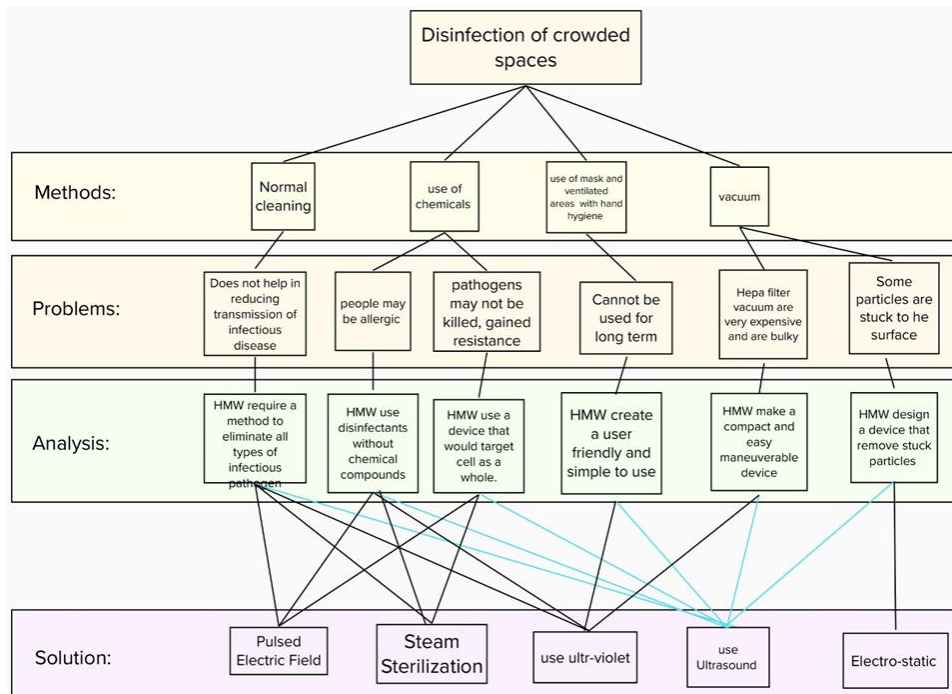 Disinfection of crowded
spaces
Methods:
Normal
cleaning
use of
chemicals
use of mask and
ventilated
areas with hand
hygiene
vacuum
Problems:
Does not help in
reducing
transmission of
infectious
disease
people may
be allergic
pathogens
may not be
killed, gained
resistance
Cannot be
used for
long term
Hepa filter
vacuum are
very expensive
and are bulky
Some
particles are
stuck to he
surface
Analysis:
HMW require a
method to
eliminate all
types of
infectious
pathogen
HMW use
disinfectants
without
chemical
compounds
HMW use a
device that
would target
cell as a
whole.
HMW create
a user
friendly and
simple to use
HMW make a
compact and
easy
maneuverable
device
HMW design
a device that
remove stuck
particles
Solution:
Pulsed
Electric Field
Steam
Sterilization
use ultr-violet
use
Ultrasound
Electro-static